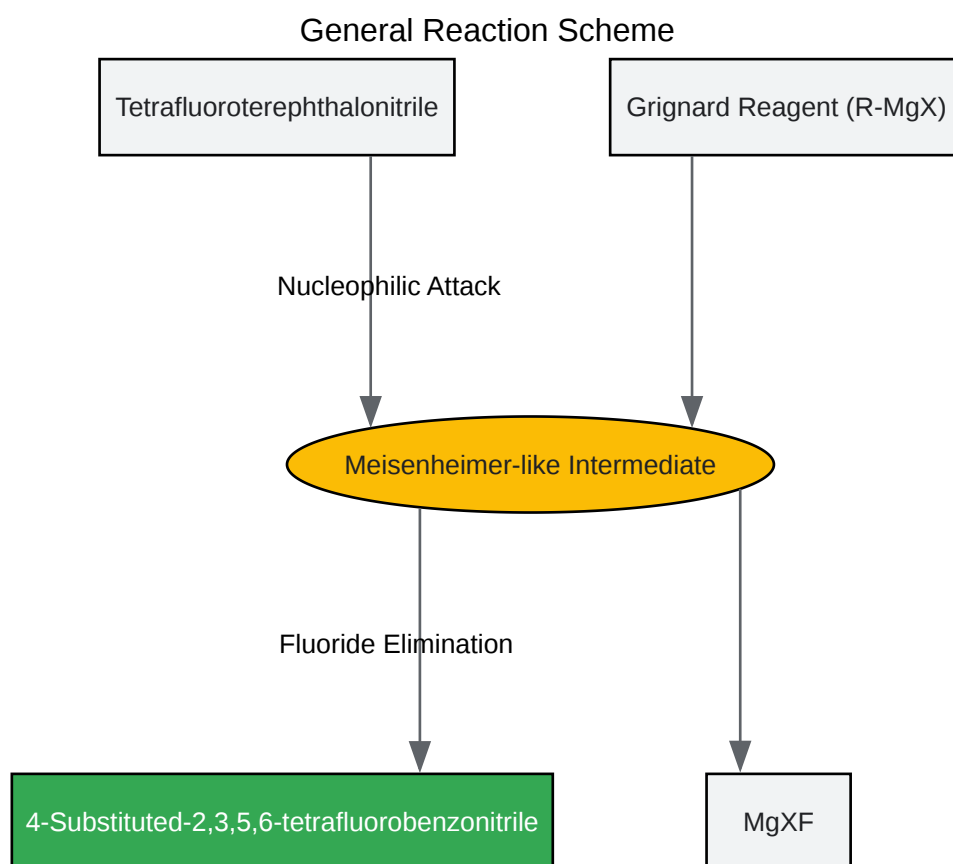 General Reaction Scheme
Tetrafluoroterephthalonitrile
Grignard Reagent (R-MgX)
Nucleophilic Attack
Meisenheimer-like Intermediate
Fluoride Elimination
4-Substituted-2,3,5,6-tetrafluorobenzonitrile
MgXF